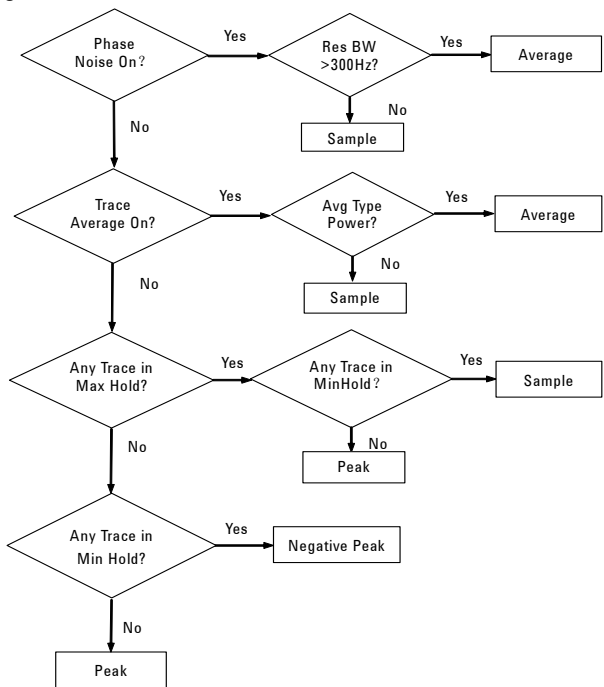 Phase
Noise On?
Yes
Res BW
>300Hz?
Yes
Average
No
Sample
No
Trace
Average On?
Yes
Avg Type
Power?
Yes
Average
No
Sample
No
Any Trace in
Max Hold?
Yes
Any Trace in
MinHold?
Yes
Sample
No
Peak
No
Any Trace in
Min Hold?
Yes
Negative Peak
No
Peak